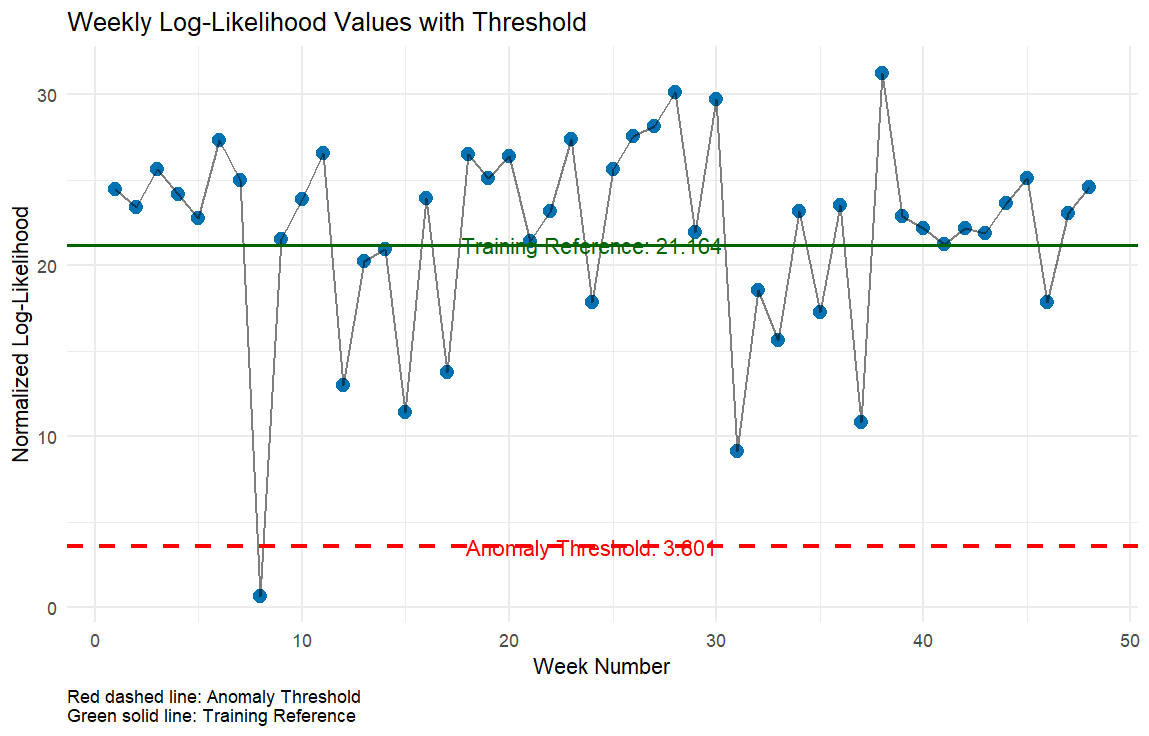 Weekly Log-Likelihood Values with Threshold
Normalized Log-Likelihood
30
20
10
0
Training Reference: 21.164
Anomaly Threshold: 3.601
0 10 20 30 40 50
Week Number
Red dashed line: Anomaly Threshold
Green solid line: Training Reference